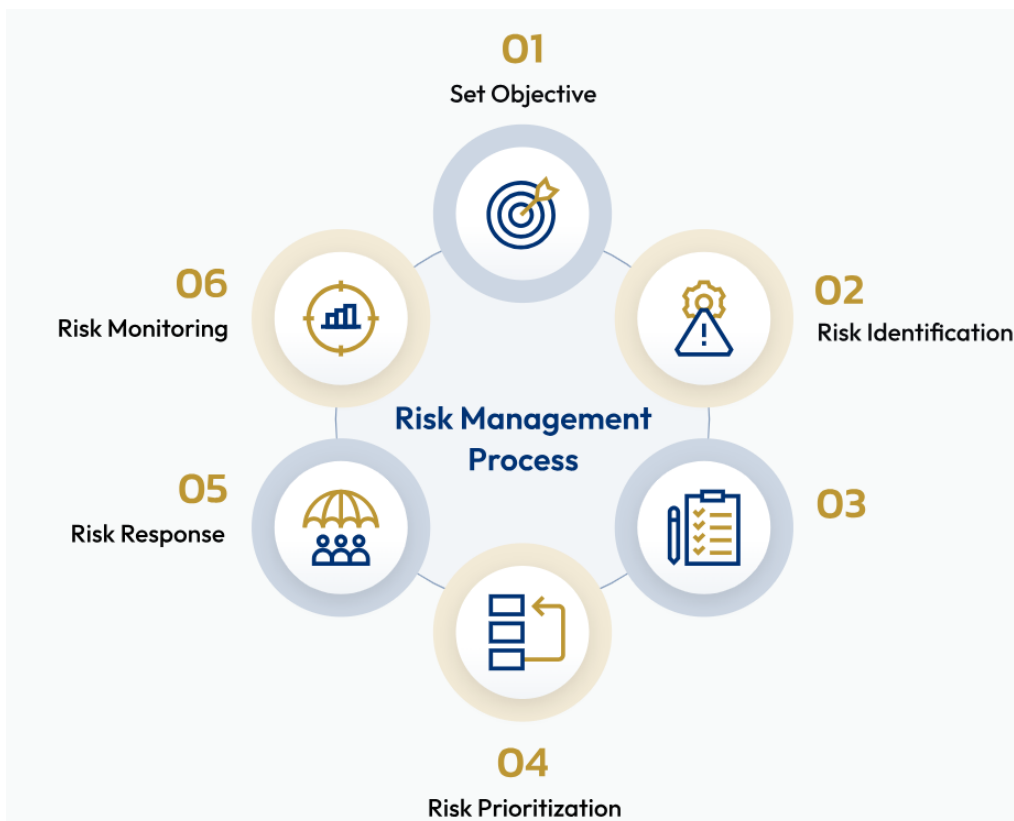 01
Set Objective
02
Risk Identification
03
04
Risk Prioritization
05
Risk Response
06
Risk Monitoring
Risk Management
Process